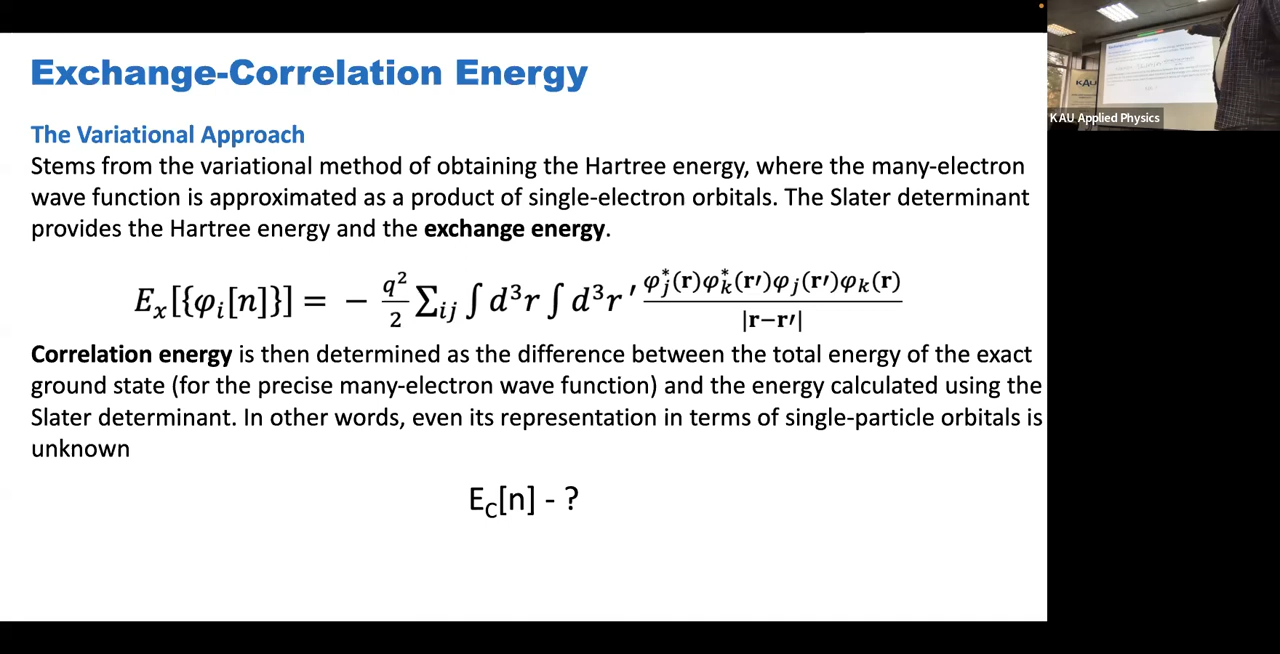 Exchange-Correlation Energy
The Variational Approach
Stems from the variational method of obtaining the Hartree energy, where the many-electron
wave function is approximated as a product of single-electron orbitals. The Slater determinant
provides the Hartree energy and the exchange energy.
E_x[{φ_i[n]}] = − q²/2 ∑_ij ∫ d³r ∫ d³r′ φ_j*(r)φ_k*(r′)φ_j(r′)φ_k(r) / |r−r′|
Correlation energy is then determined as the difference between the total energy of the exact
ground state (for the precise many-electron wave function) and the energy calculated using the
Slater determinant. In other words, even its representation in terms of single-particle orbitals is
unknown
E_C[n] - ?
KAU
KAU Applied Physics